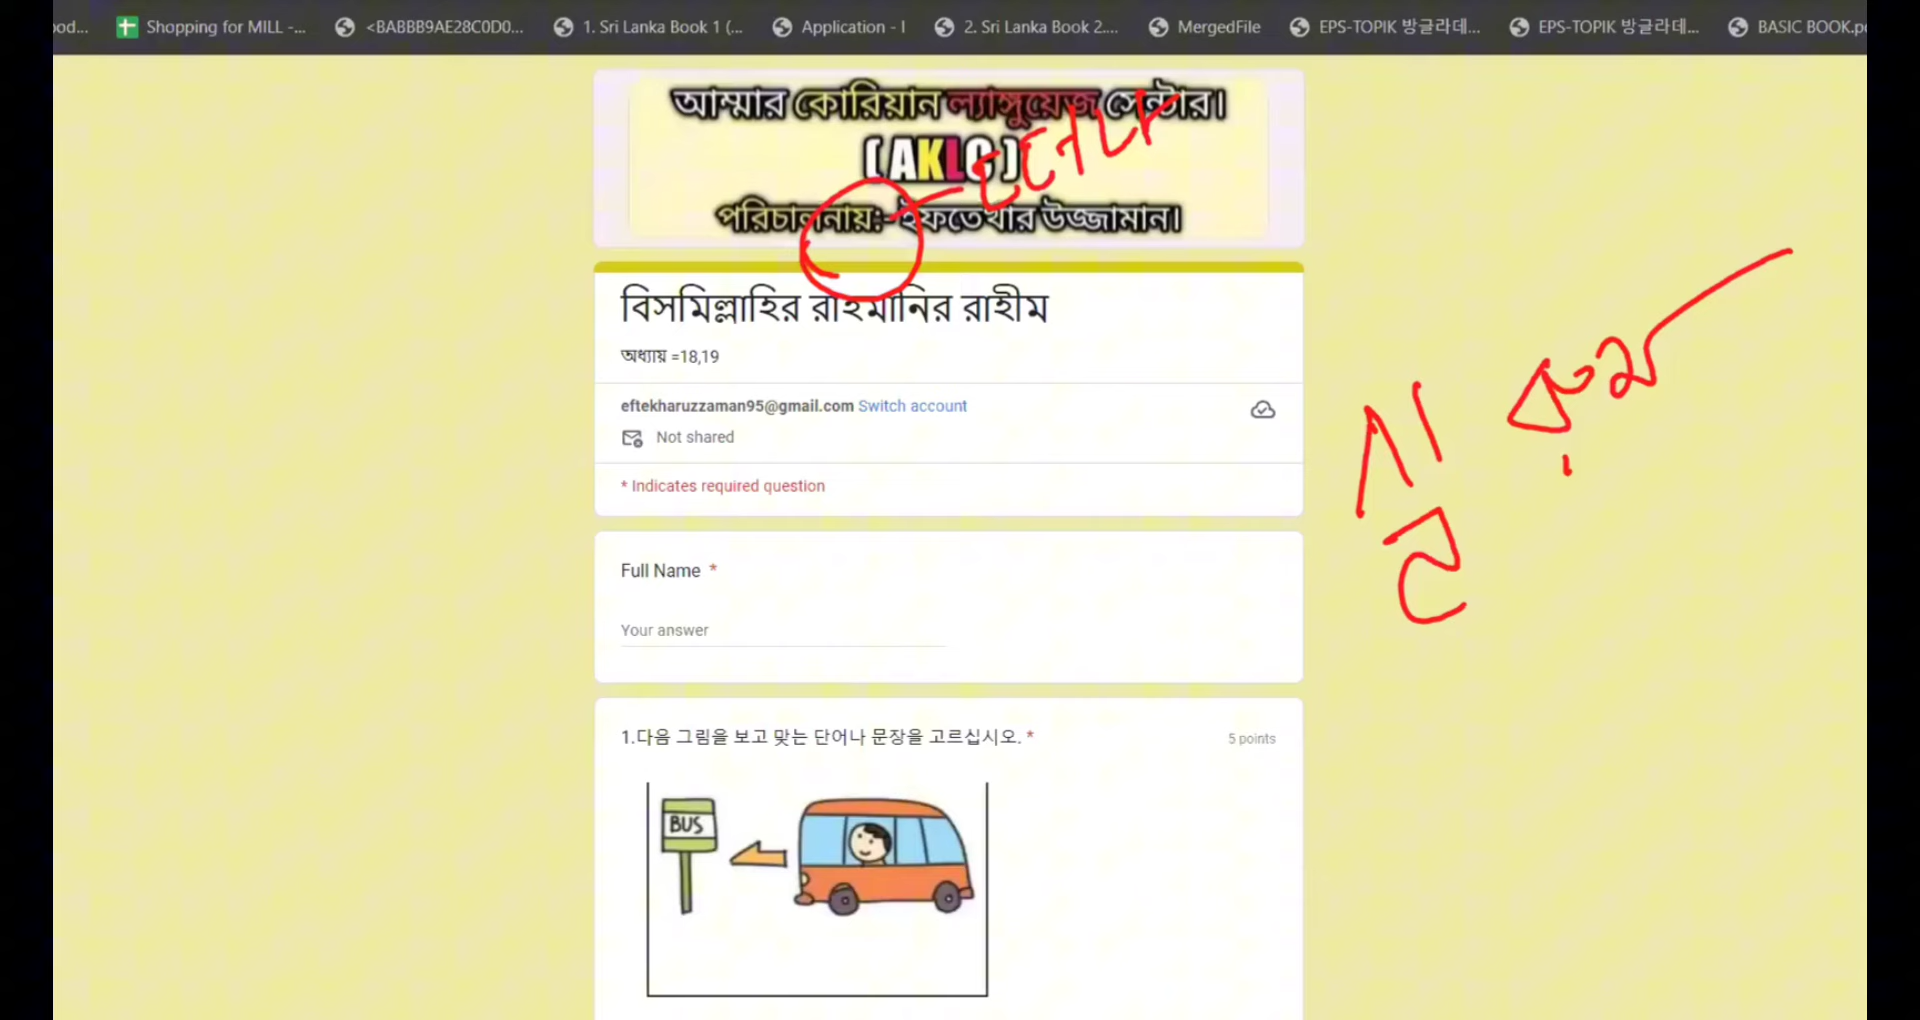 Shopping for MILL -... <BABBB9AE28C0D0... 1. Sri Lanka Book 1 (... Application - I 2. Sri Lanka Book 2.... MergedFile EPS-TOPIK 방글라데... EPS-TOPIK 방글라데... BASIC BOOK.pd
আম্মার কোরিয়ান ল্যাঙ্গুয়েজ সেন্টার।
(AKLC)
পরিচালনায়:- ইফতেখার উজ্জামান।
বিসমিল্লাহির রাহমানির রাহীম
অধ্যায় =18,19
eftekharuzzaman95@gmail.com Switch account
Not shared
* Indicates required question
Full Name *
Your answer
1.다음 그림을 보고 맞는 단어나 문장을 고르십시오. *
5 points
BUS